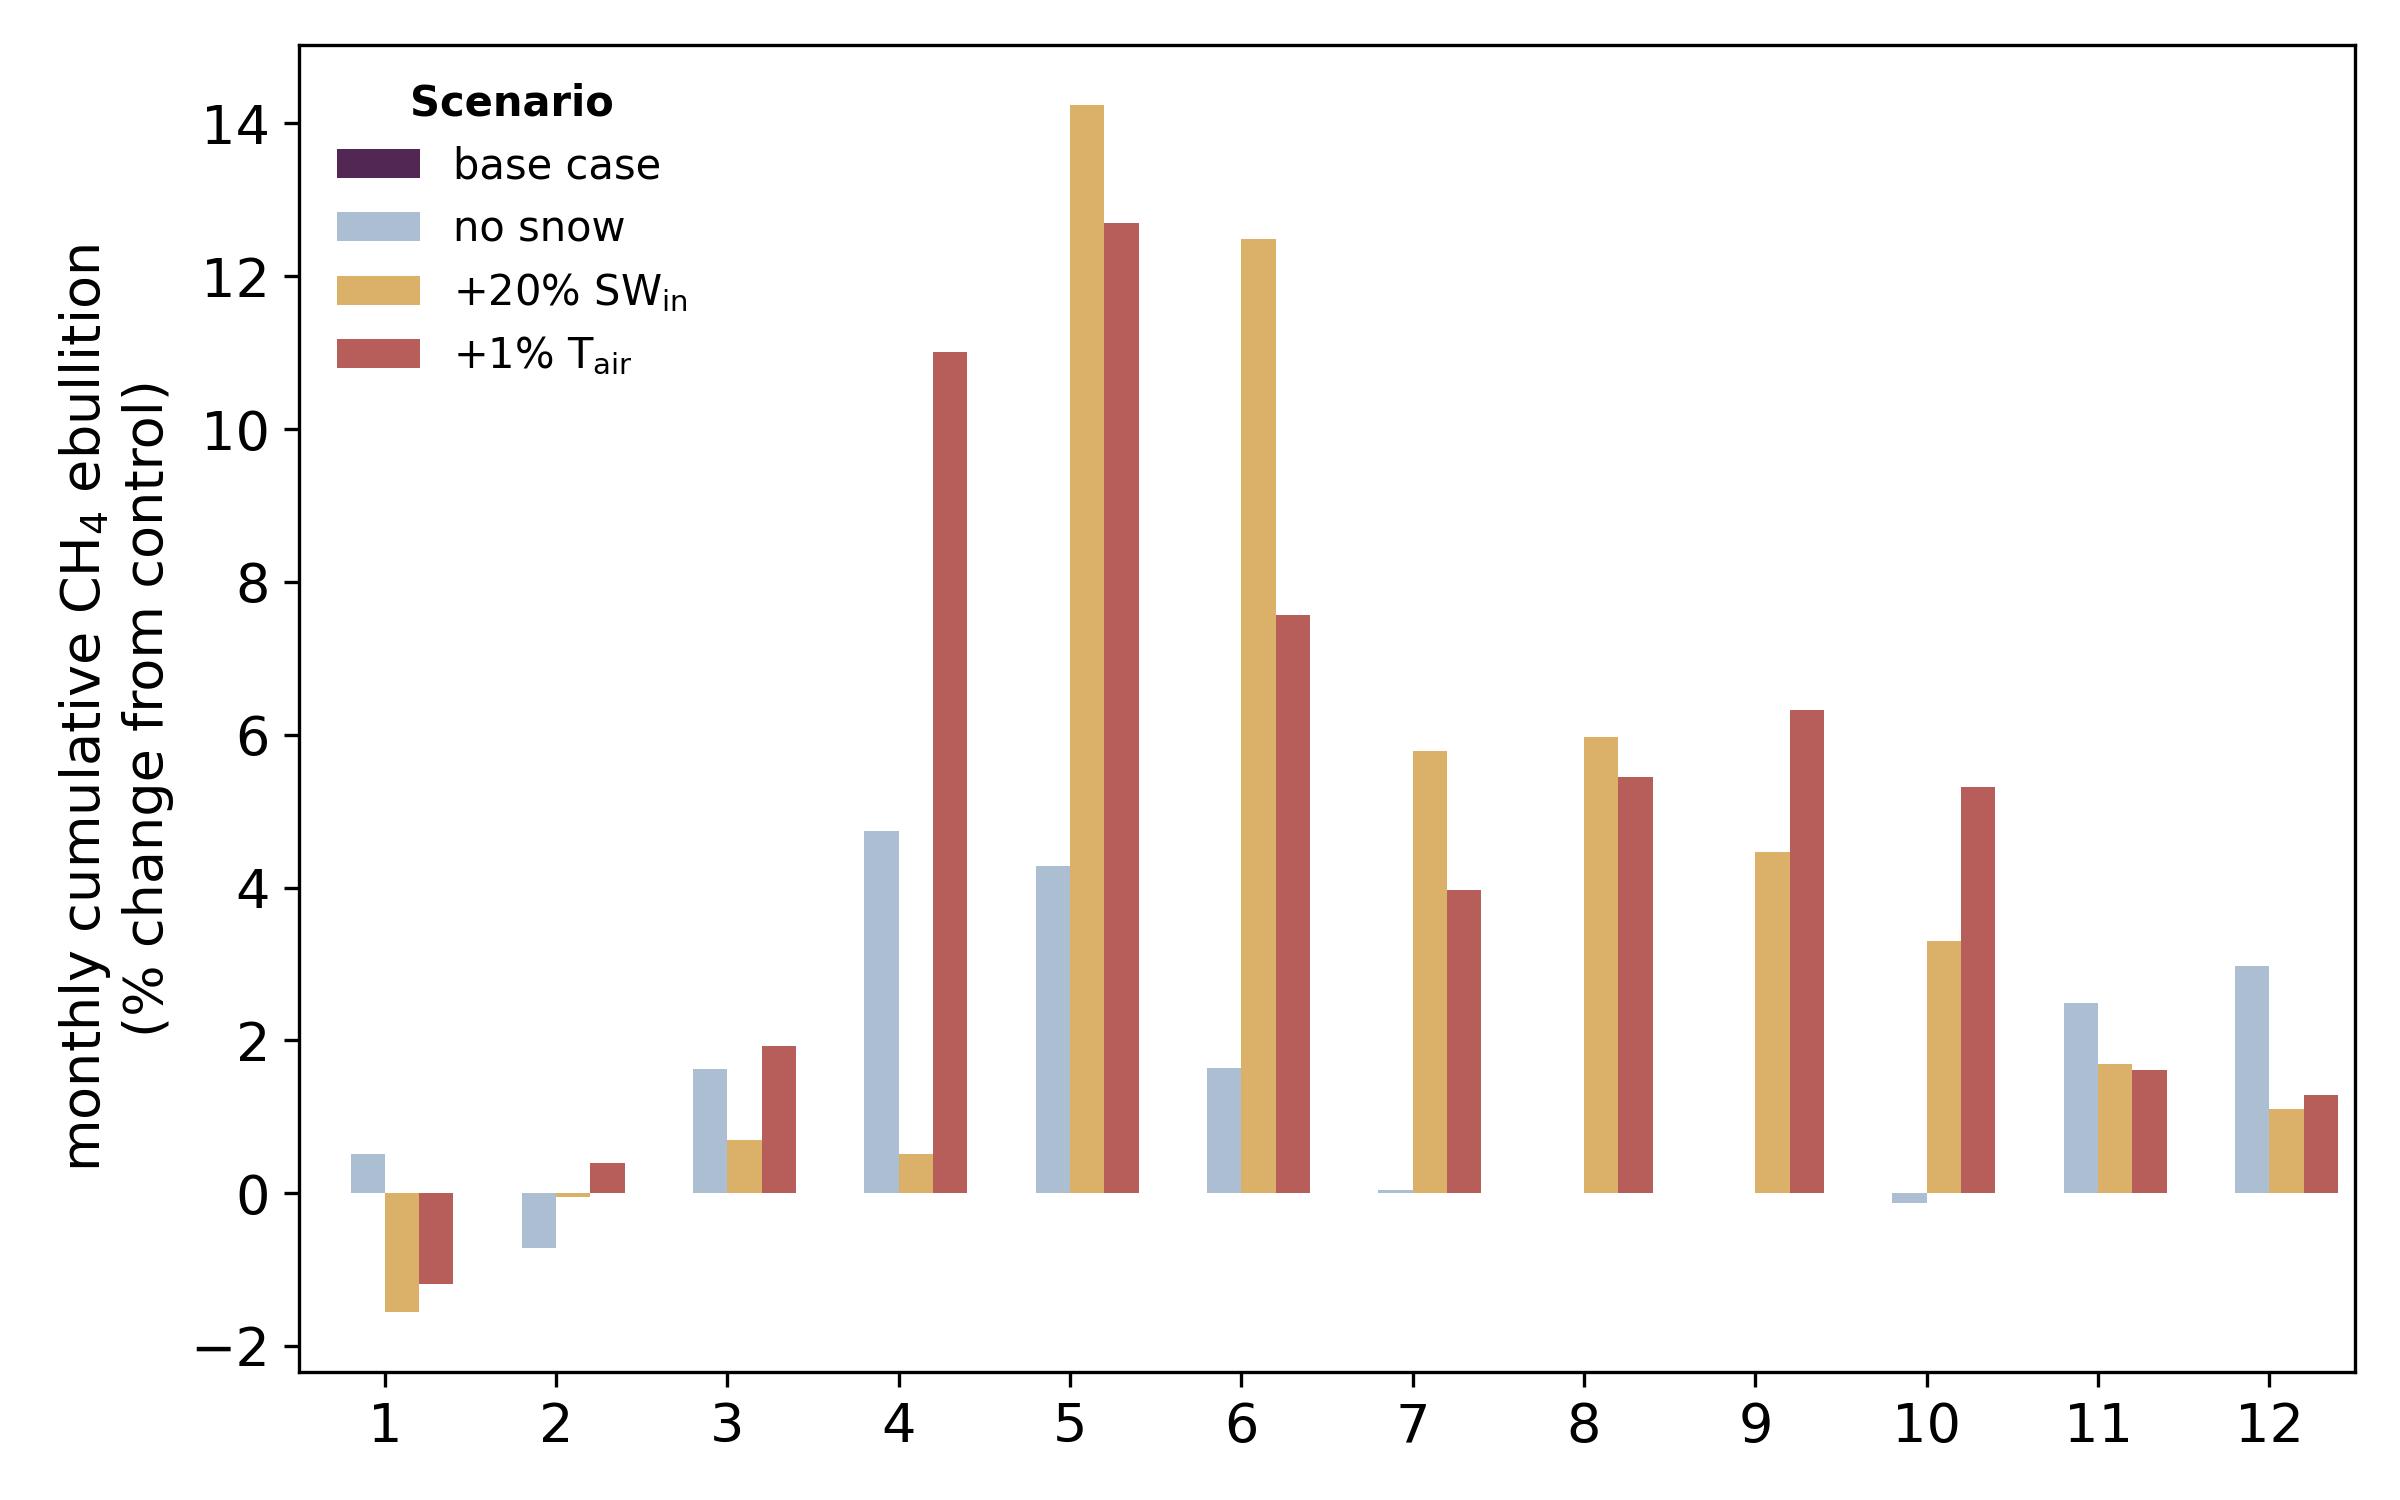 Scenario
base case
no snow
+20% SWin
+1% Tair
monthly cumulative CH4 ebullition
(% change from control)
14
12
10
8
6
4
2
0
−2
1 2 3 4 5 6 7 8 9 10 11 12